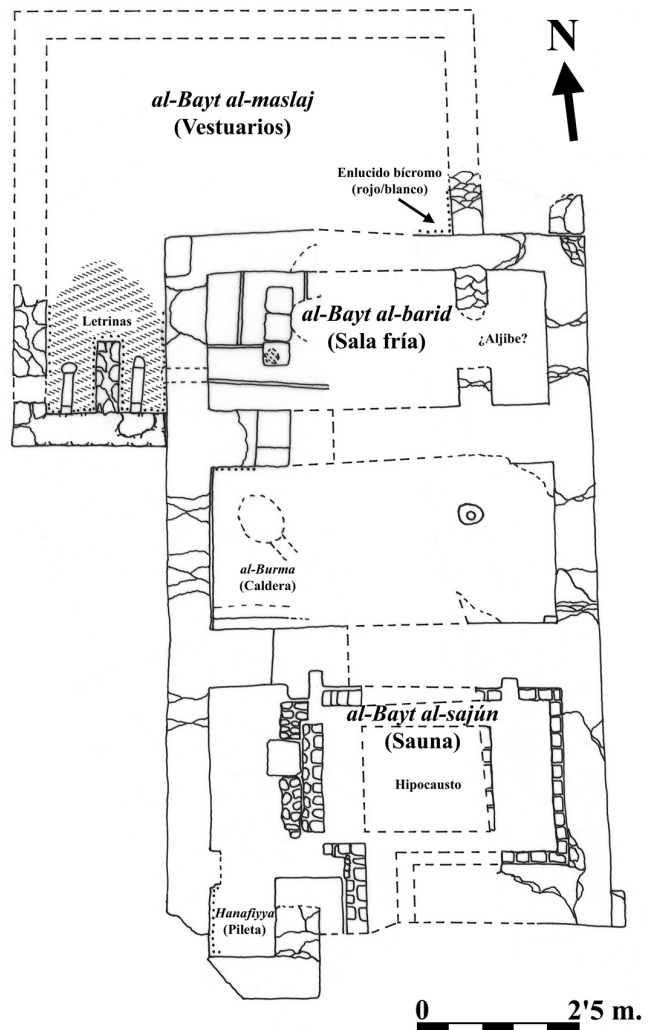 N
al-Bayt al-maslaj
(Vestuarios)
Enlucido bícromo
(rojo/blanco)
Letrinas
al-Bayt al-barid
(Sala fría)
¿Aljibe?
al-Burma
(Caldera)
al-Bayt al-sajún
(Sauna)
Hipocausto
Hanafiyya
(Pileta)
0 2'5 m.